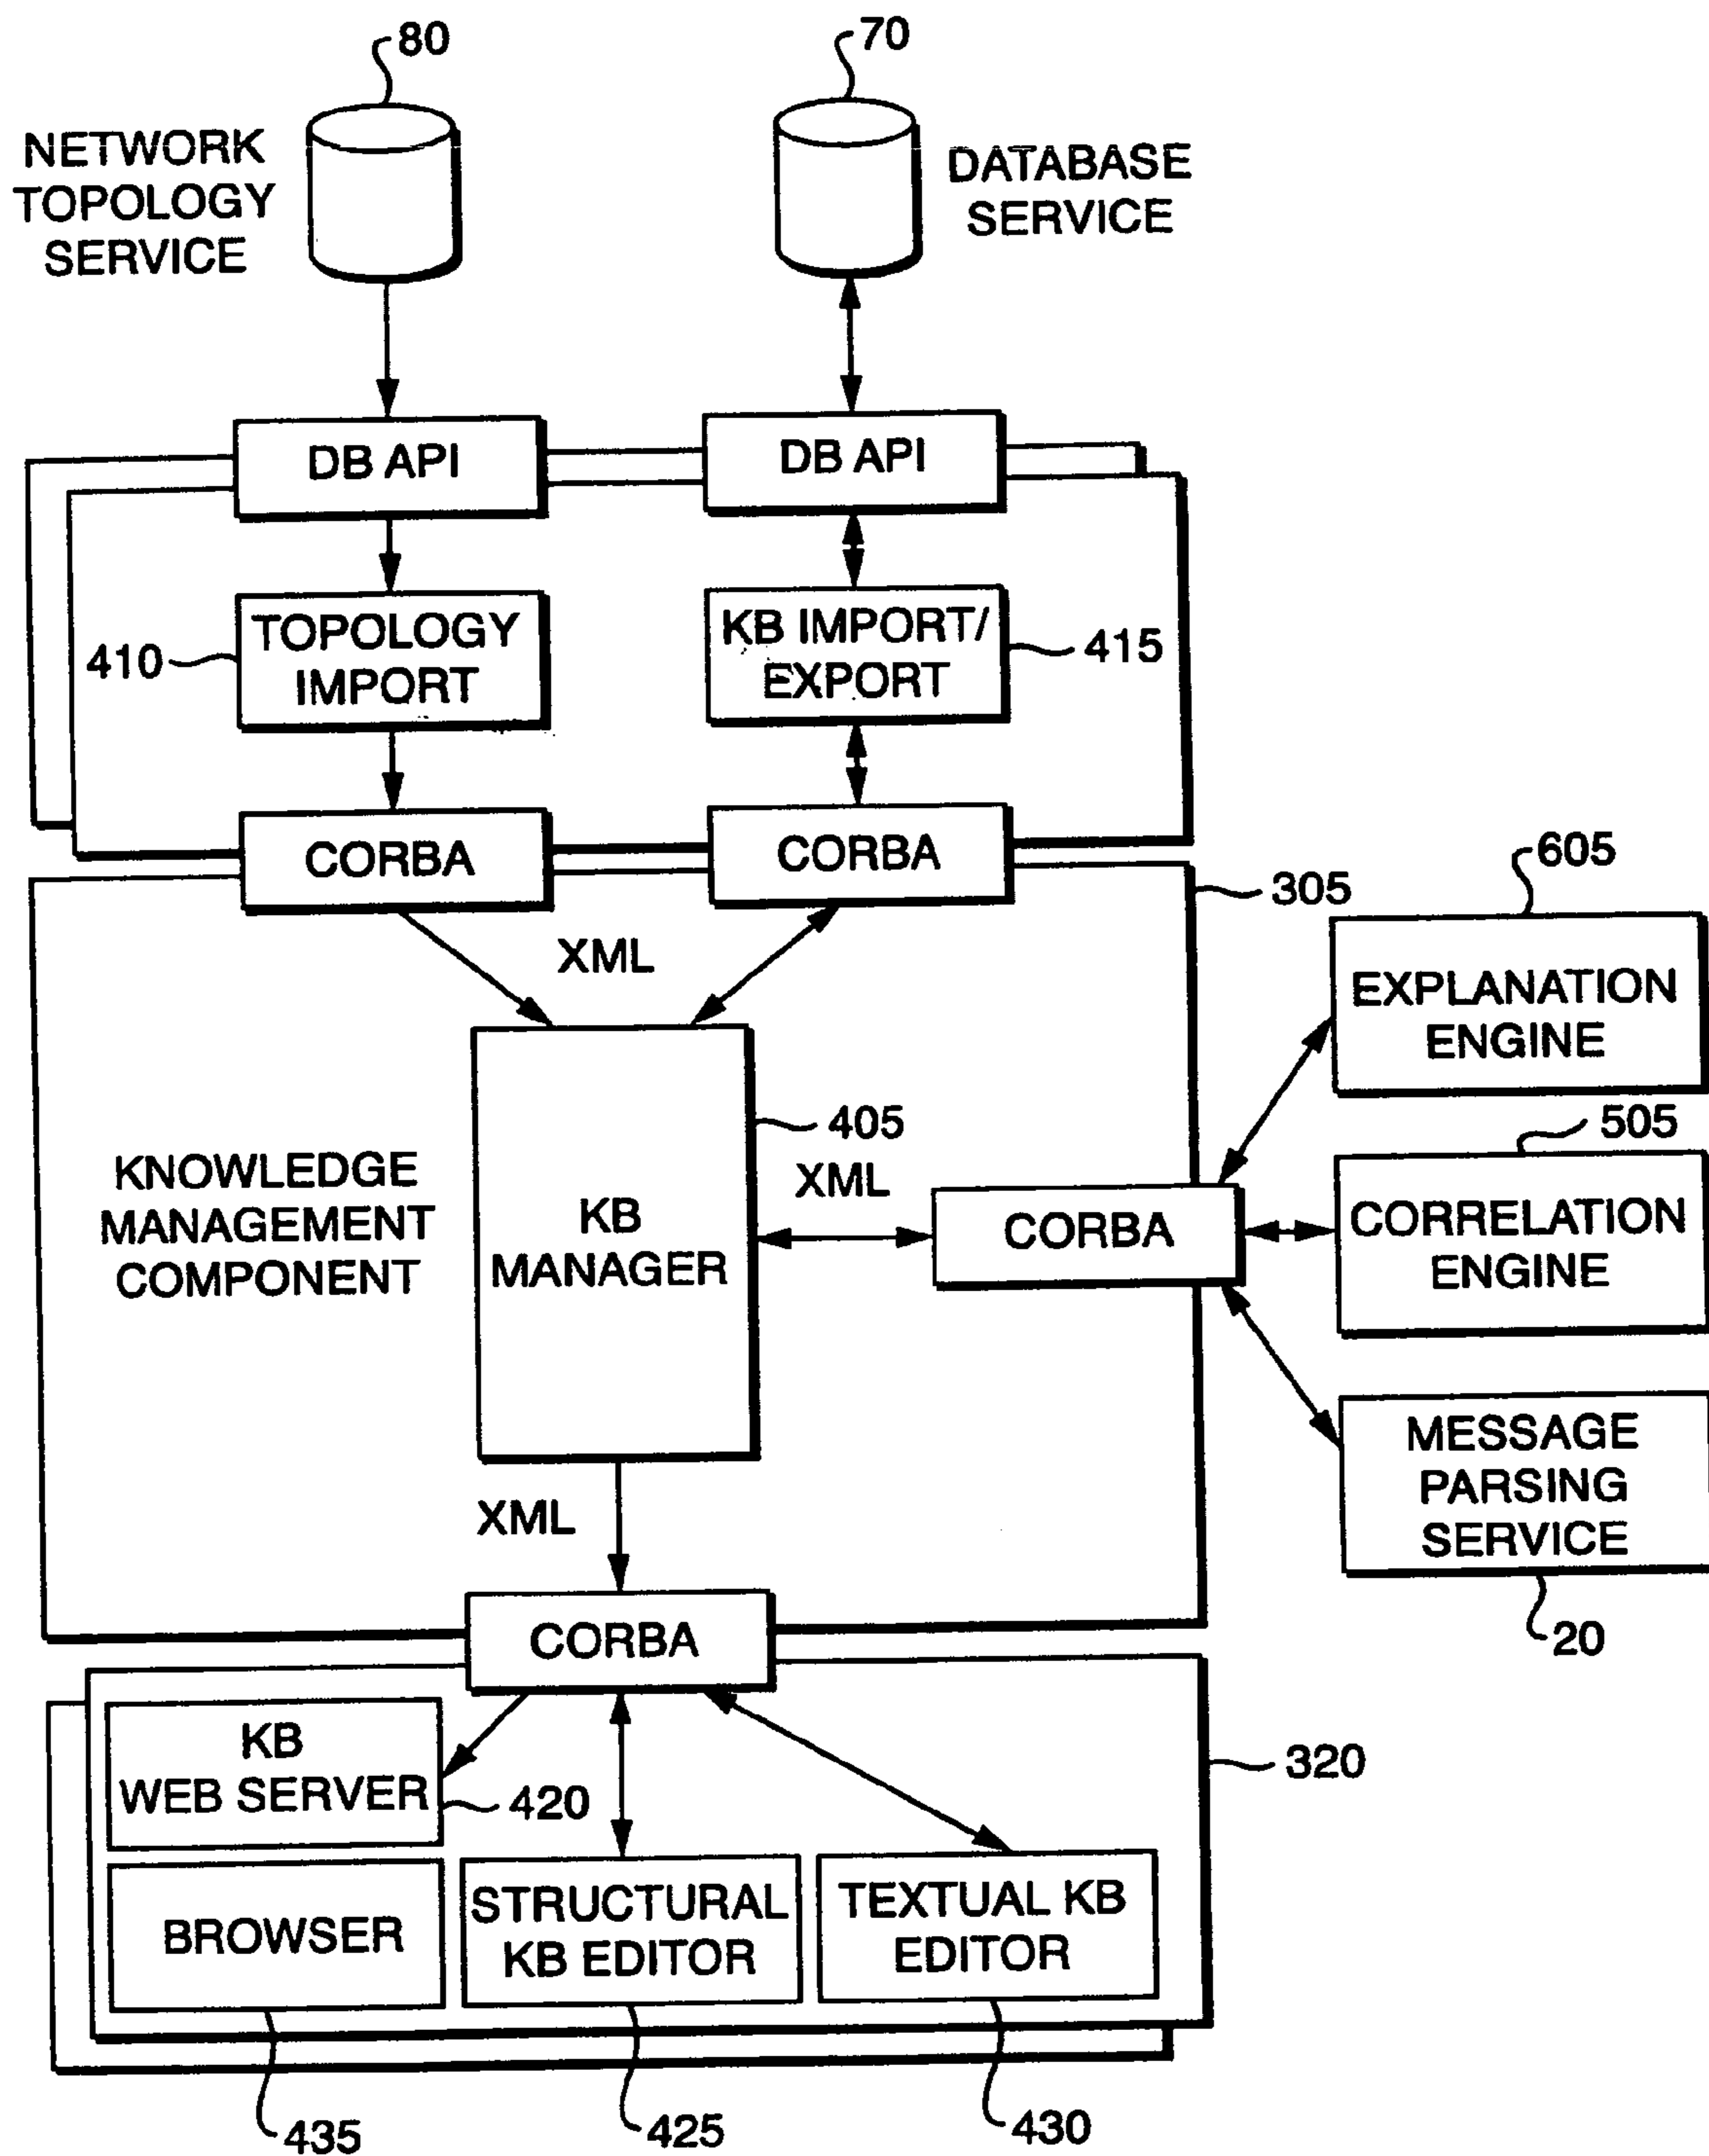 80
70
NETWORK
TOPOLOGY
SERVICE
DATABASE
SERVICE
DB API
DB API
TOPOLOGY
IMPORT
410
KB IMPORT/
EXPORT
415
CORBA
CORBA
305
XML
605
EXPLANATION
ENGINE
405
505
KNOWLEDGE
MANAGEMENT
COMPONENT
KB
MANAGER
XML
CORBA
CORRELATION
ENGINE
MESSAGE
PARSING
SERVICE
20
XML
CORBA
KB
WEB SERVER
420
320
BROWSER
STRUCTURAL
KB EDITOR
TEXTUAL KB
EDITOR
435
425
430